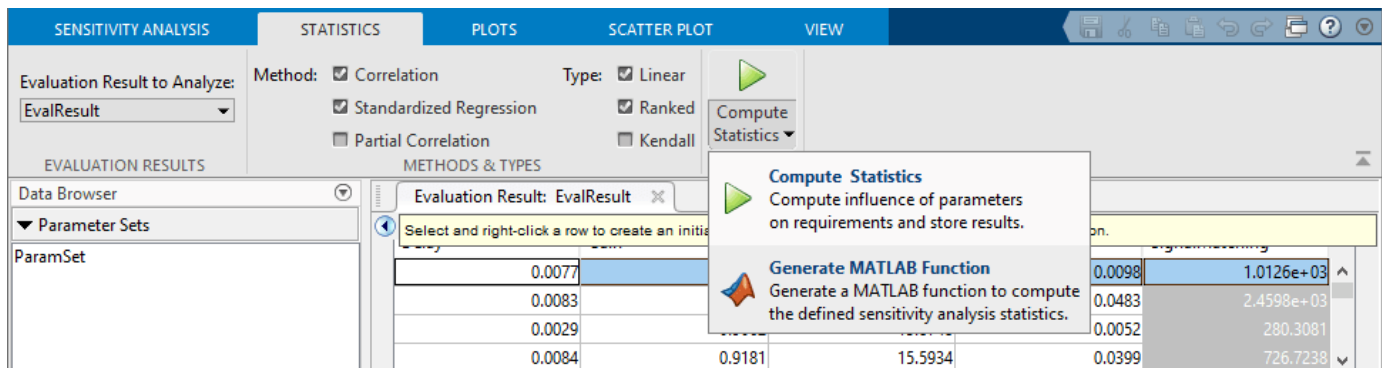 SENSITIVITY ANALYSIS STATISTICS PLOTS SCATTER PLOT VIEW
Evaluation Result to Analyze:
EvalResult
EVALUATION RESULTS
Method: Correlation Type: Linear
Standardized Regression Ranked
Partial Correlation Kendall
METHODS & TYPES
Compute
Statistics
Compute Statistics
Compute influence of parameters
on requirements and store results.
Generate MATLAB Function
Generate a MATLAB function to compute
the defined sensitivity analysis statistics.
Data Browser
Parameter Sets
ParamSet
Evaluation Result: EvalResult
Select and right-click a row to create an initia on.
0.0077 0.0098 1.0126e+03
0.0083 0.0483 2.4598e+03
0.0029 0.0052 280.3081
0.0084 0.9181 15.5934 0.0399 726.7238